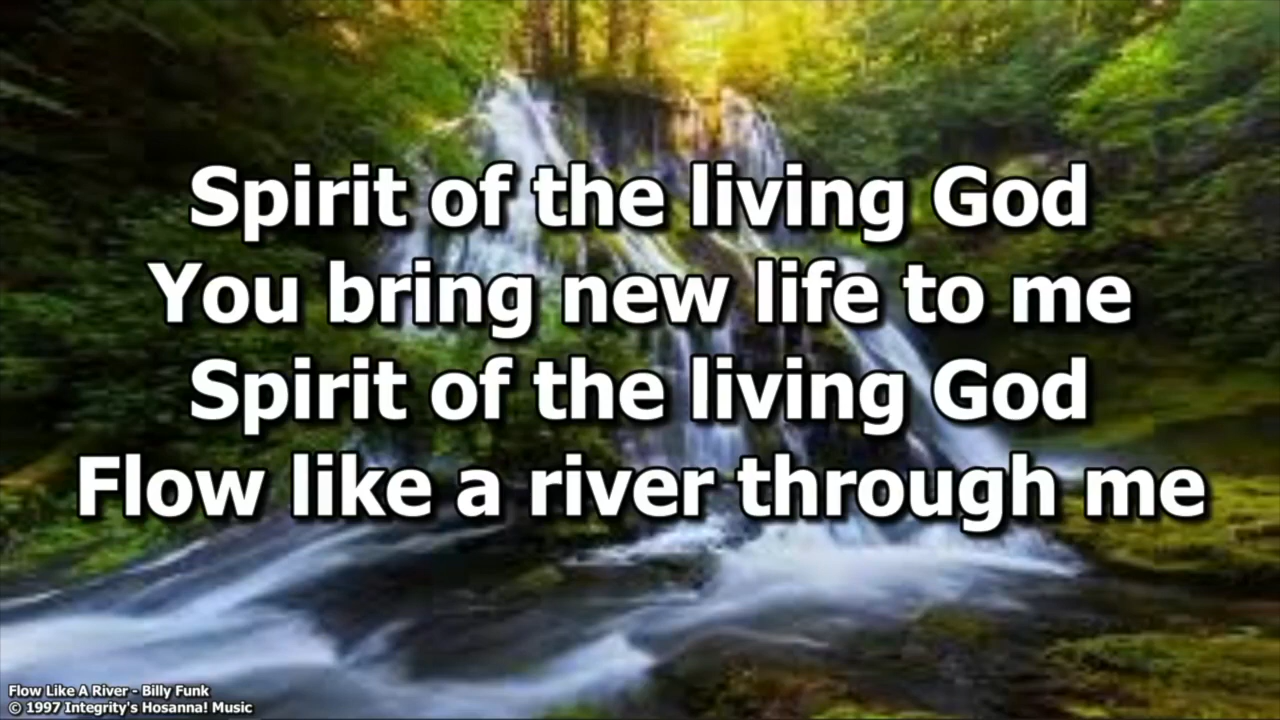 Spirit of the living God
You bring new life to me
Spirit of the living God
Flow like a river through me
Flow Like A River - Billy Funk
© 1997 Integrity's Hosanna! Music